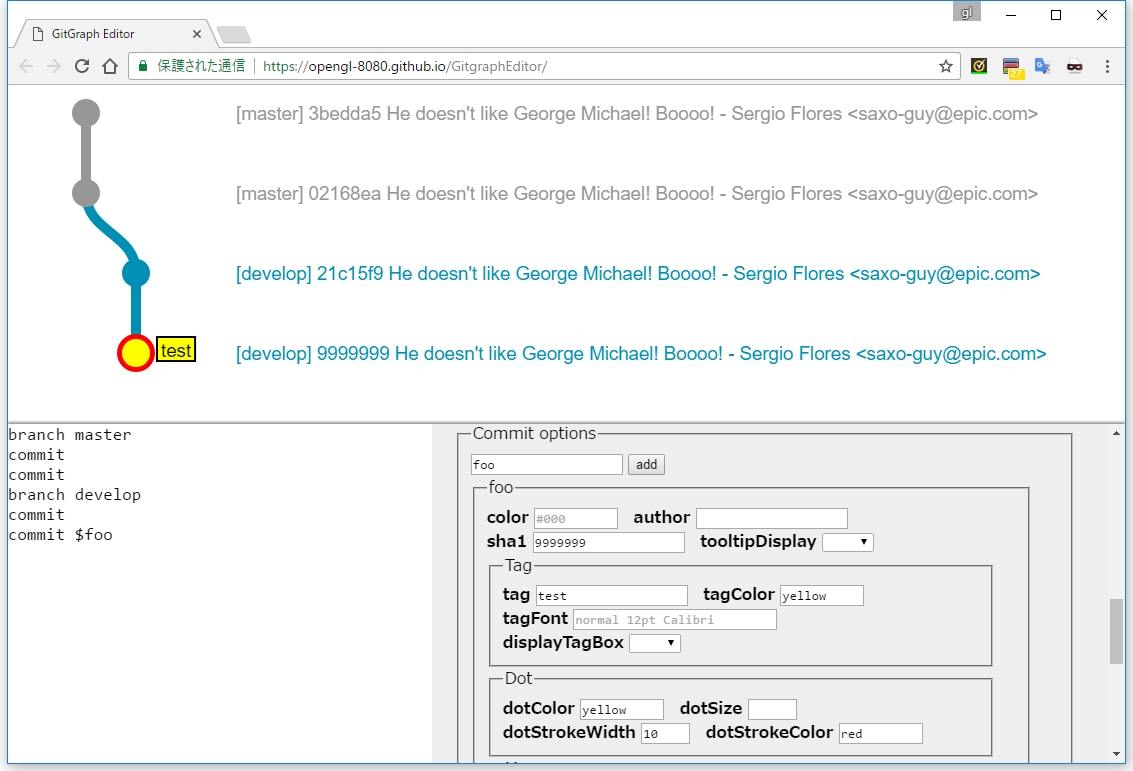 gl
GitGraph Editor
保護された通信 https://opengl-8080.github.io/GitgraphEditor/
27
[master] 3bedda5 He doesn't like George Michael! Boooo! - Sergio Flores <saxo-guy@epic.com>
[master] 02168ea He doesn't like George Michael! Boooo! - Sergio Flores <saxo-guy@epic.com>
[develop] 21c15f9 He doesn't like George Michael! Boooo! - Sergio Flores <saxo-guy@epic.com>
test [develop] 9999999 He doesn't like George Michael! Boooo! - Sergio Flores <saxo-guy@epic.com>
branch master
commit
commit
branch develop
commit
commit $foo
Commit options
foo add
foo
color #000 author
sha1 9999999 tooltipDisplay
Tag
tag test tagColor yellow
tagFont normal 12pt Calibri
displayTagBox
Dot
dotColor yellow dotSize
dotStrokeWidth 10 dotStrokeColor red